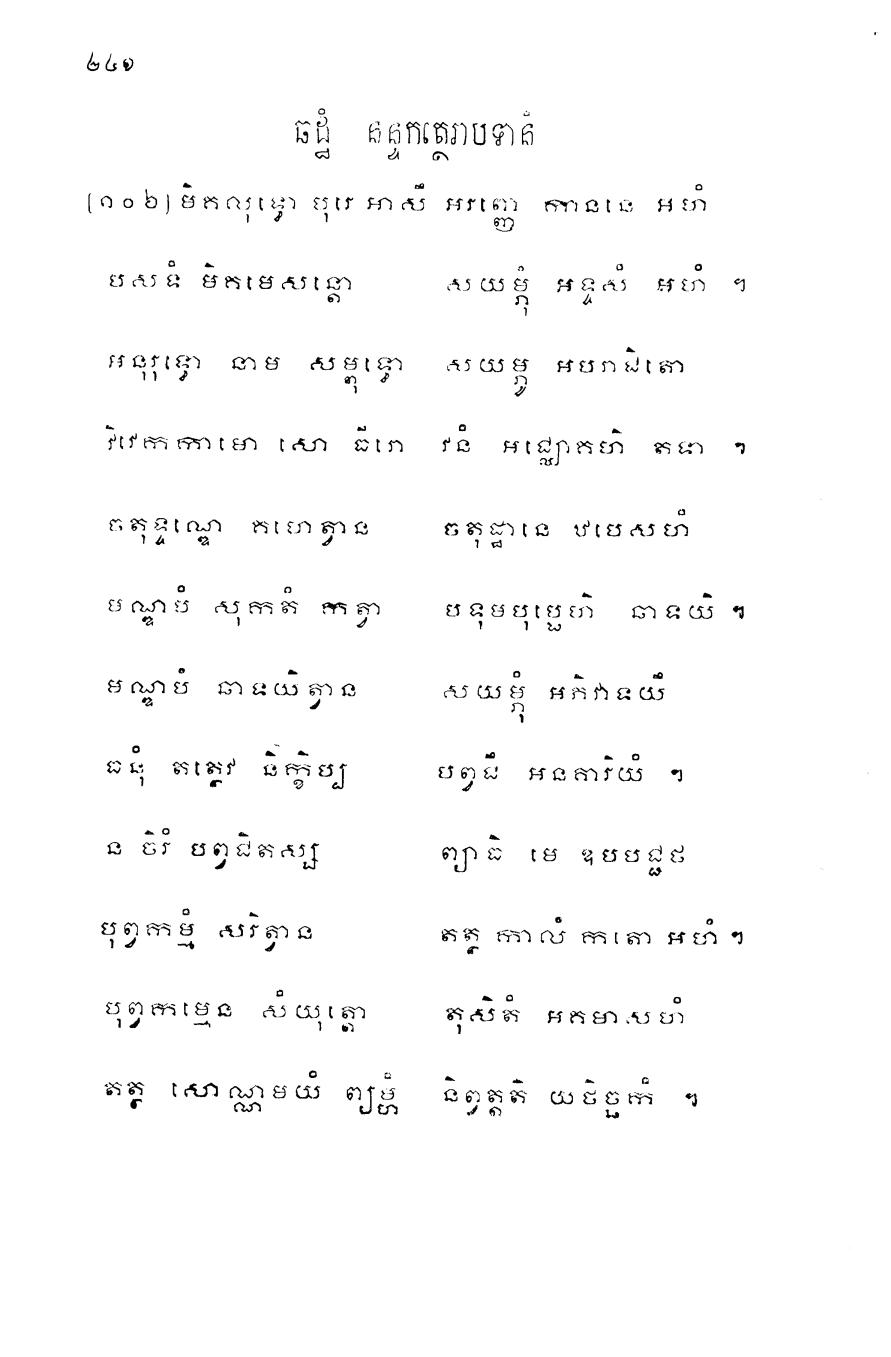 ២៤១
ឆដ្ឋំ នន្ទកត្ថេរាបទានំ
[១០៦] មិគលុទ្ធោ បុរេ អាសឹ អរញ្ញេ កាននេ អហំ
បសទំ មិគមេសន្តោ សយម្ភុំ អទ្ទសំ អហំ ។
អនុរុទ្ធោ នាម សម្ពុទ្ធោ សយម្ភូ អបរាជិតោ
វិវេកកាមោ សោ ធីរោ វនំ អជ្ឈោគហិ តទា ។
ចតុទ្ទណ្ឌេ គហេត្វាន ចតុដ្ឋានេ ឋបេសហំ
មណ្ឌបំ សុកតំ កត្វា បទុមបុប្ផេហិ ឆាទយិ ។
មណ្ឌបំ ឆាទយិត្វាន សយម្ភុំ អភិវាទយឹ
ធនុំ តត្ថេវ និក្ខិប្ប បព្វជឹ អនគារិយំ ។
ន ចិរំ បព្វជិតស្ស ព្យាធិ មេ ឧបបជ្ជថ
បុព្វកម្មំ សរិត្វាន តត្ថ កាលំ កតោ អហំ ។
បុព្វកម្មេន សំយុត្តោ តុសិតំ អគមាសហំ
តត្ថ សោណ្ណមយំ ព្យម្ហំ និព្វត្តតិ យទិច្ឆកំ ។